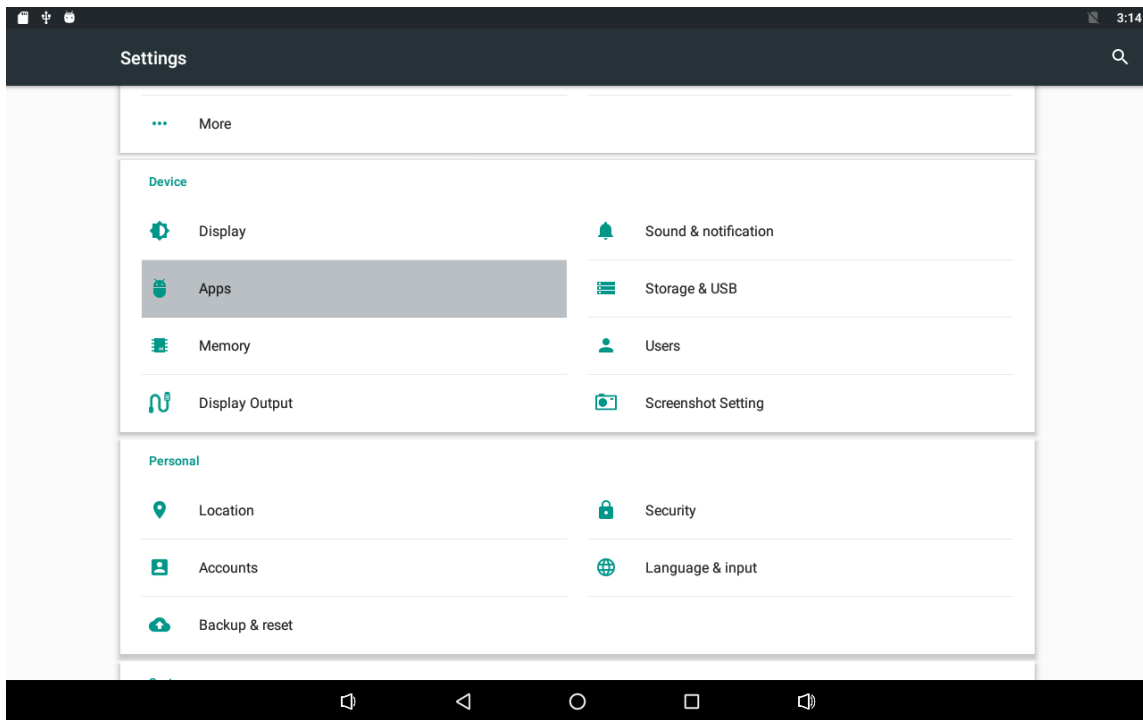 3:14
Settings
More
Device
Display
Sound & notification
Apps
Storage & USB
Memory
Users
Display Output
Screenshot Setting
Personal
Location
Security
Accounts
Language & input
Backup & reset